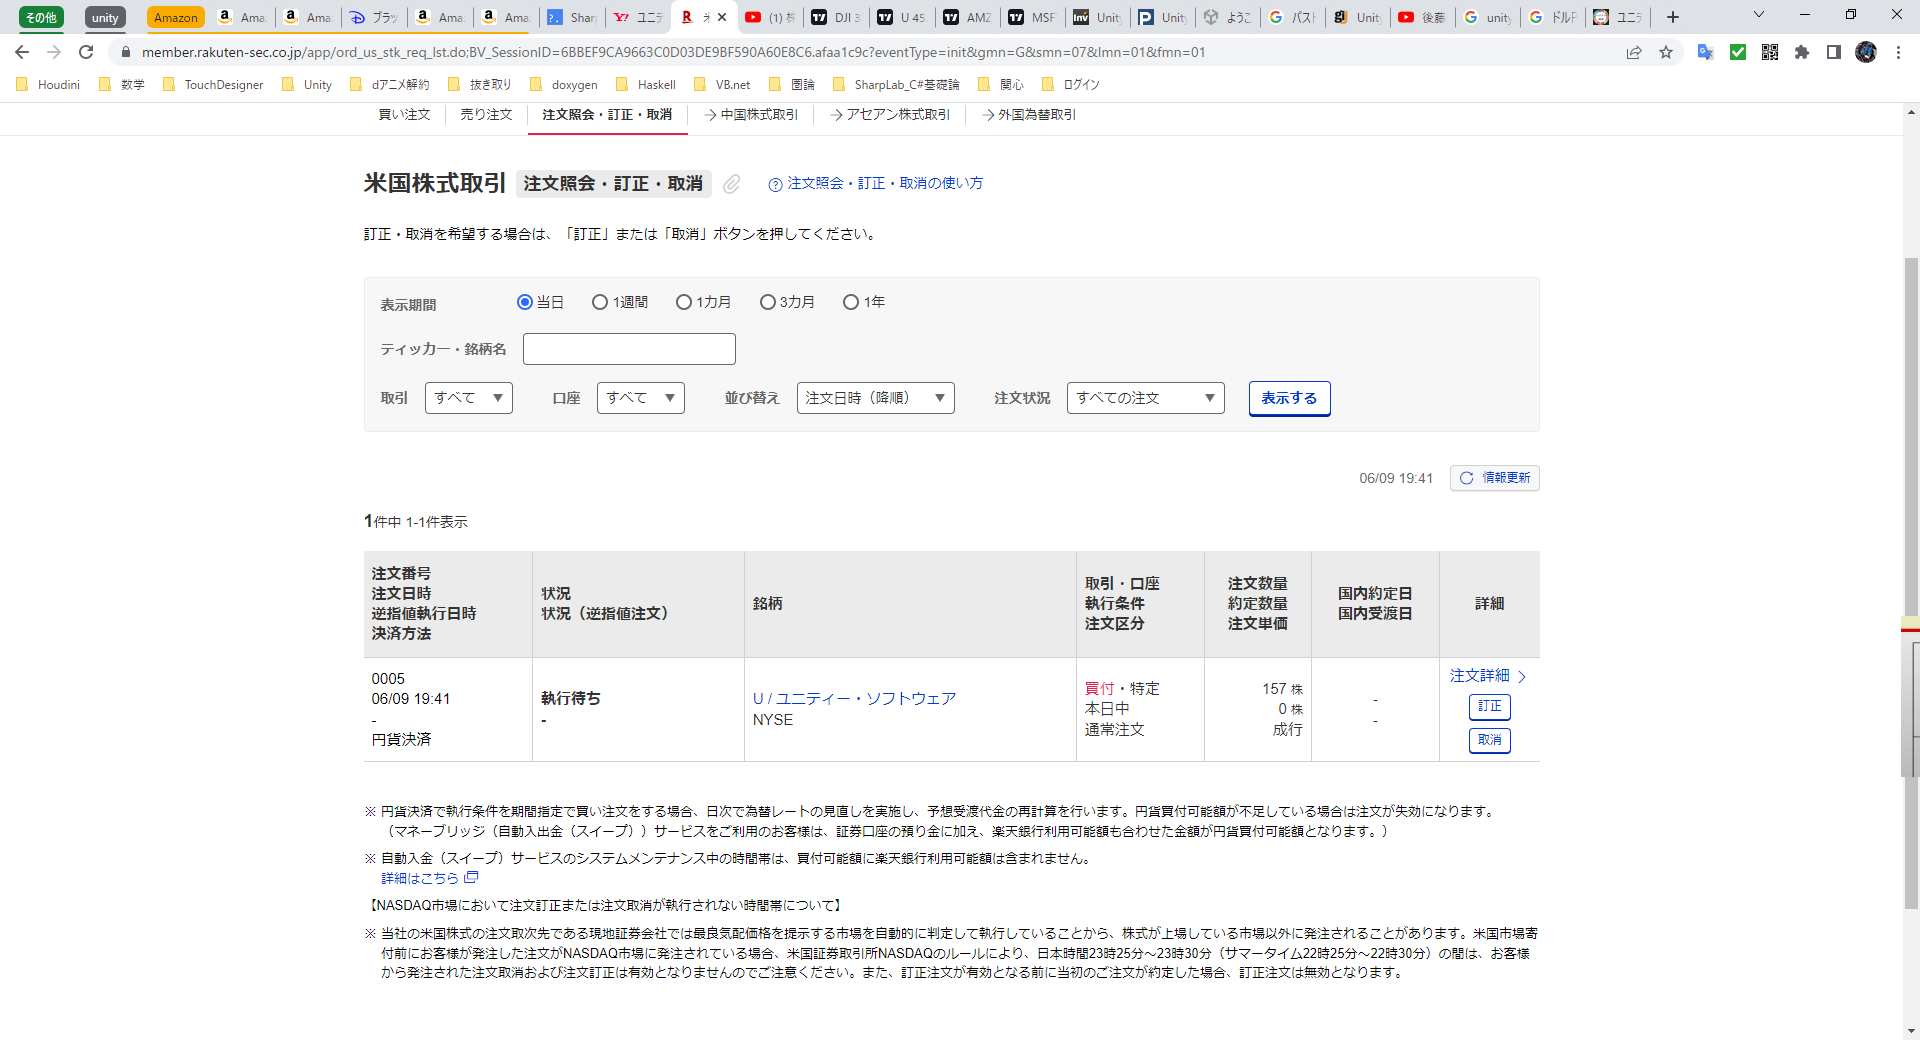 その他
unity
Amazon
Ama
Ama
ブラッ
Ama
Ama
Shar
ユニテ
(1) 
DJI 3
U 45.
AMZ
MSF
Unity
Unity
ようこ
パスト
Unity
後藤
unity
ドル
ユニテ
member.rakuten-sec.co.jp/app/ord_us_stk_req_lst.do;BV_SessionID=6BBEF9CA9663C0D03DE9BF590A60E8C6.afaa1c9c?eventType=init&gmn=G&smn=07&lmn=01&fmn=01
Houdini
数学
TouchDesigner
Unity
dアニメ解約
抜き取り
doxygen
Haskell
VB.net
圏論
SharpLab_C#基礎論
関心
ログイン
買い注文
売り注文
注文照会・訂正・取消
中国株式取引
アセアン株式取引
外国為替取引
米国株式取引 注文照会・訂正・取消
注文照会・訂正・取消の使い方
訂正・取消を希望する場合は、「訂正」または「取消」ボタンを押してください。
表示期間 当日 1週間 1カ月 3カ月 1年
ティッカー・銘柄名
取引 すべて ▼ 口座 すべて ▼ 並び替え 注文日時（降順） ▼ 注文状況 すべての注文 ▼ 表示する
06/09 19:41 情報更新
1件中 1-1件表示
注文番号
注文日時
逆指値執行日時
決済方法
状況
状況（逆指値注文）
銘柄
取引・口座
執行条件
注文区分
注文数量
約定数量
注文単価
国内約定日
国内受渡日
詳細
0005
06/09 19:41
-
円貨決済
執行待ち
-
U / ユニティー・ソフトウェア
NYSE
買付・特定
本日中
通常注文
157 株
0 株
成行
-
-
注文詳細
訂正
取消
※ 円貨決済で執行条件を期間指定で買い注文をする場合、日次で為替レートの見直しを実施し、予想受渡代金の再計算を行います。円貨買付可能額が不足している場合は注文が失効になります。
（マネーブリッジ（自動入出金（スイープ））サービスをご利用のお客様は、証券口座の預り金に加え、楽天銀行利用可能額も合わせた金額が円貨買付可能額となります。）
※ 自動入金（スイープ）サービスのシステムメンテナンス中の時間帯は、買付可能額に楽天銀行利用可能額は含まれません。
詳細はこちら
【NASDAQ市場において注文訂正または注文取消が執行されない時間帯について】
※ 当社の米国株式の注文取次先である現地証券会社では最良気配価格を提示する市場を自動的に判定して執行していることから、株式が上場している市場以外に発注されることがあります。米国市場寄
付前にお客様が発注した注文がNASDAQ市場に発注されている場合、米国証券取引所NASDAQのルールにより、日本時間23時25分～23時30分（サマータイム22時25分～22時30分）の間は、お客様
から発注された注文取消および注文訂正は有効となりませんのでご注意ください。また、訂正注文が有効となる前に当初のご注文が約定した場合、訂正注文は無効となります。